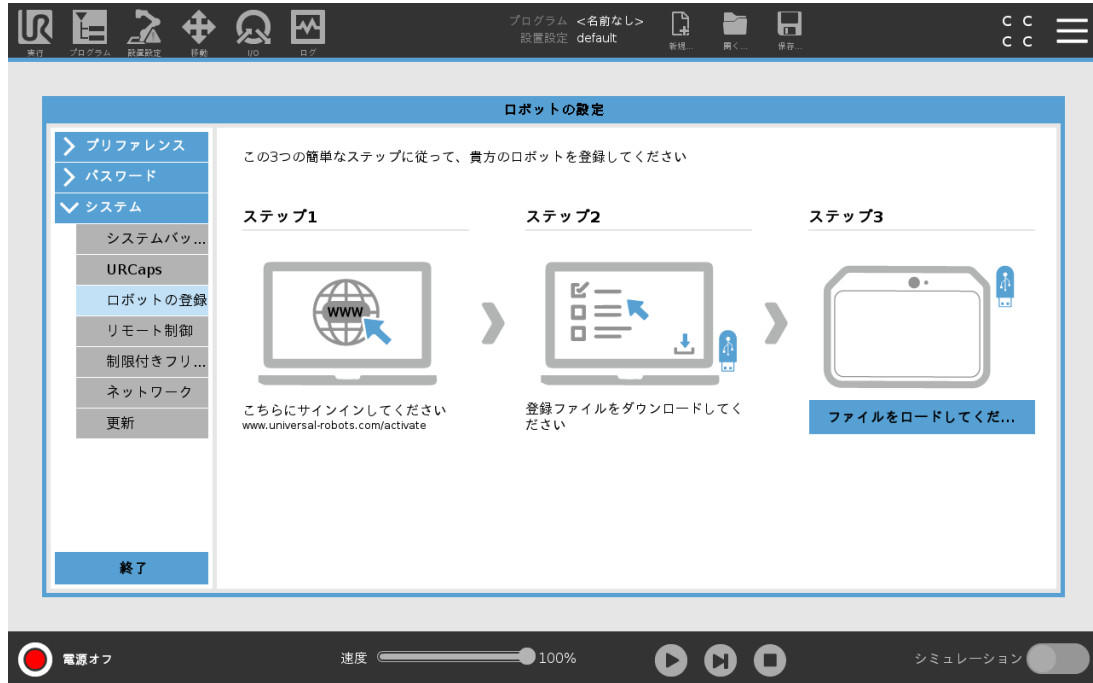 プログラム <名前なし>
設置設定 default
C C
C C
実行 プログラム 設置設定 移動 I/O ログ 新規... 開く... 保存...
ロボットの設定
プリファレンス
パスワード
システム
システムバッ...
URCaps
ロボットの登録
リモート制御
制限付きフリ...
ネットワーク
更新
終了
この3つの簡単なステップに従って、貴方のロボットを登録してください
ステップ1
www
こちらにサインインしてください
www.universal-robots.com/activate
ステップ2
登録ファイルをダウンロードしてく
ださい
ステップ3
ファイルをロードしてくだ...
電源オフ
速度 100%
シミュレーション